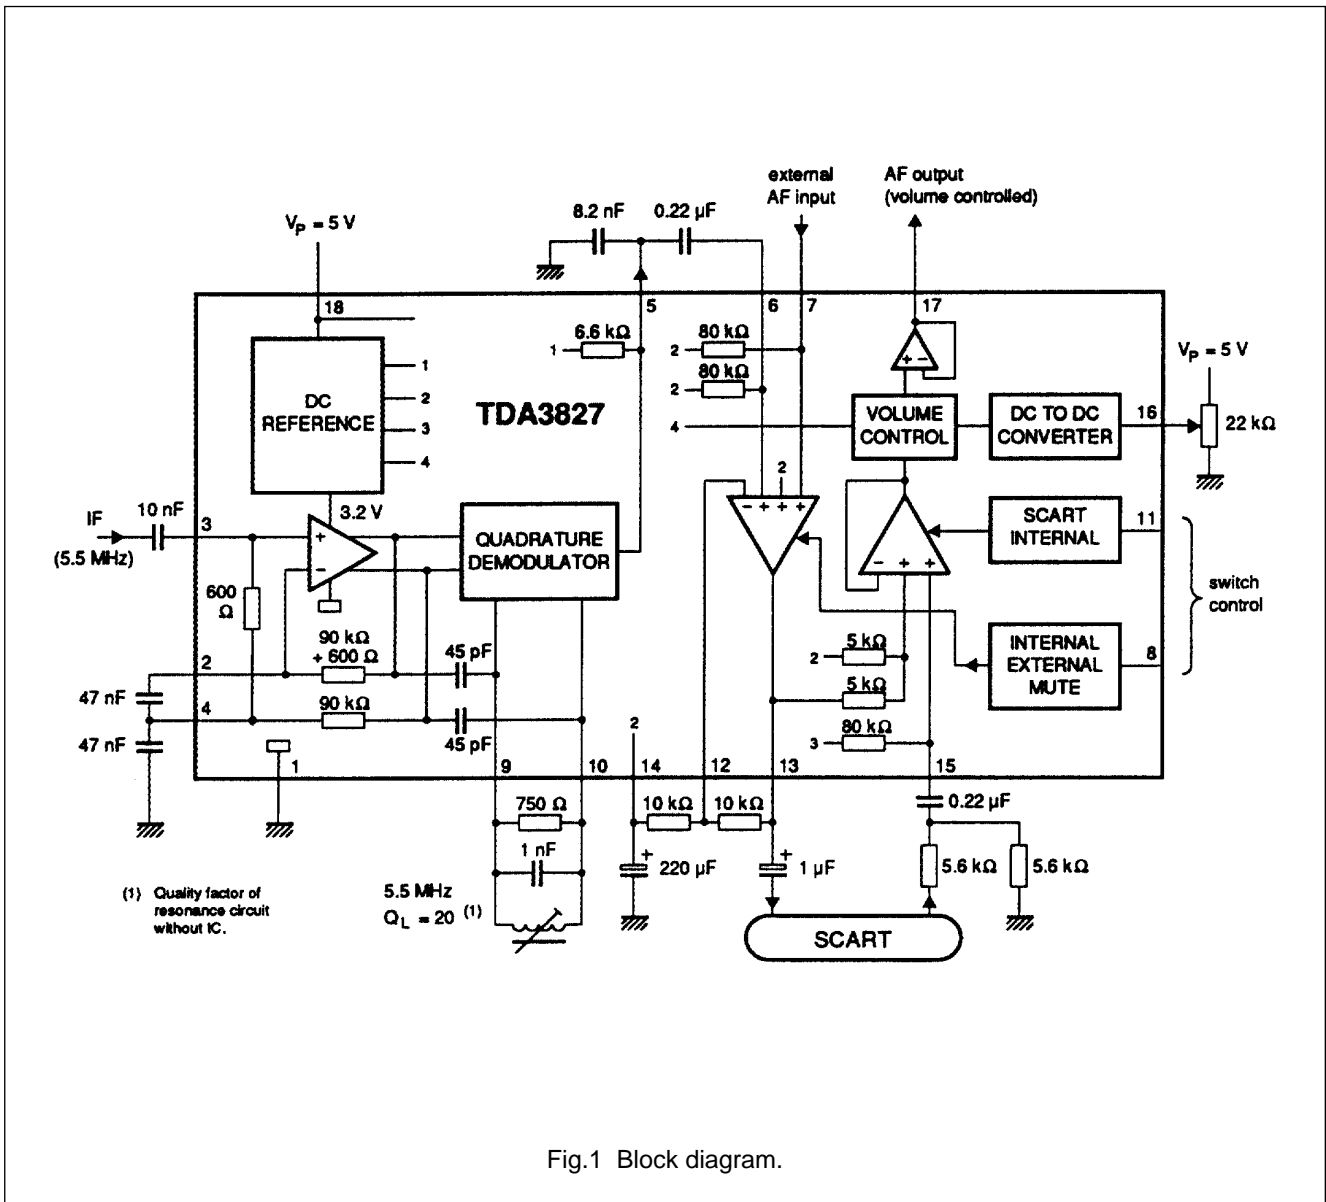 external
AF input
AF output
(volume controlled)
8.2 nF
0.22 µF
VP = 5 V
18
5
6
7
17
6.6 kΩ
1
80 kΩ
2
80 kΩ
2
+ −
VP = 5 V
1
2
3
4
DC
REFERENCE
TDA3827
4
VOLUME
CONTROL
DC TO DC
CONVERTER
16
22 kΩ
2
− + + +
3.2 V
10 nF
IF
(5.5 MHz)
3
+
−
QUADRATURE
DEMODULATOR
SCART
INTERNAL
11
− + +
switch
control
600
Ω
90 kΩ
+ 600 Ω
45 pF
2
47 nF
4
90 kΩ
45 pF
47 nF
5 kΩ
2
5 kΩ
INTERNAL
EXTERNAL
MUTE
8
80 kΩ
3
2
1
9
10
14
12
13
15
750 Ω
10 kΩ
10 kΩ
0.22 µF
1 nF
+
220 µF
+
1 µF
5.6 kΩ
5.6 kΩ
5.5 MHz
QL = 20 (1)
(1) Quality factor of
resonance circuit
without IC.
SCART
Fig.1 Block diagram.